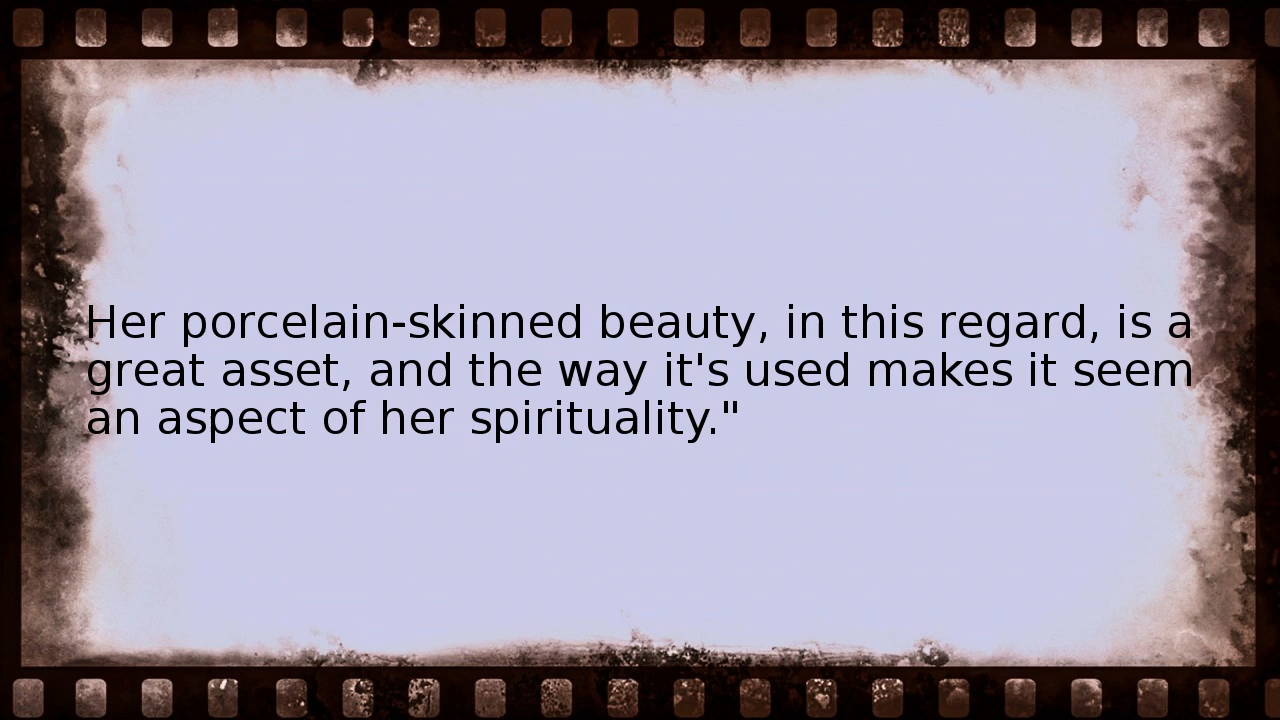 Her porcelain-skinned beauty, in this regard, is a
great asset, and the way it's used makes it seem
an aspect of her spirituality."